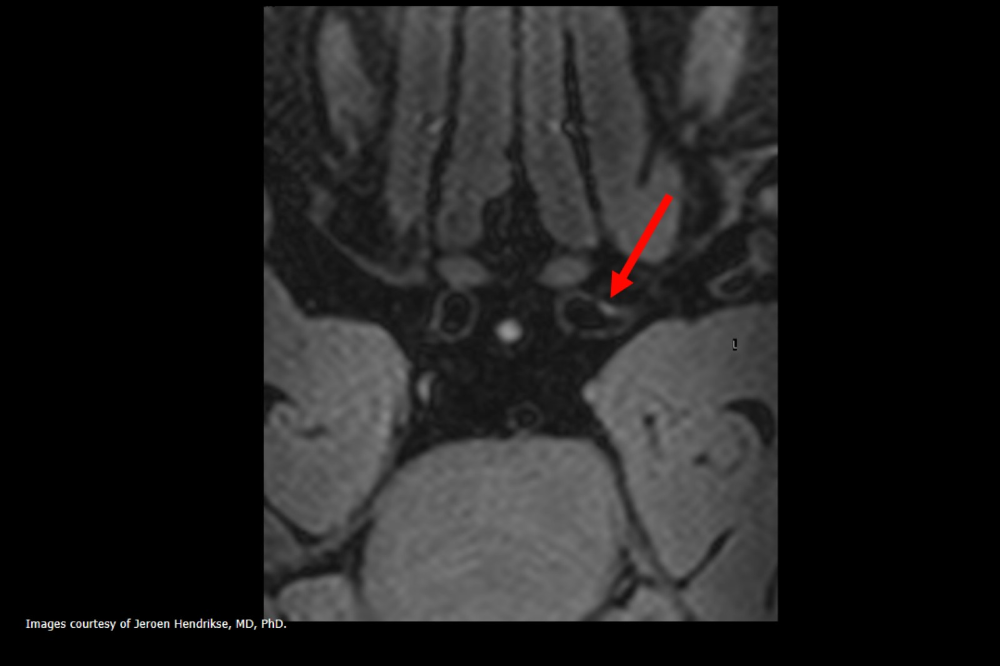 L
Images courtesy of Jeroen Hendrikse, MD, PhD.